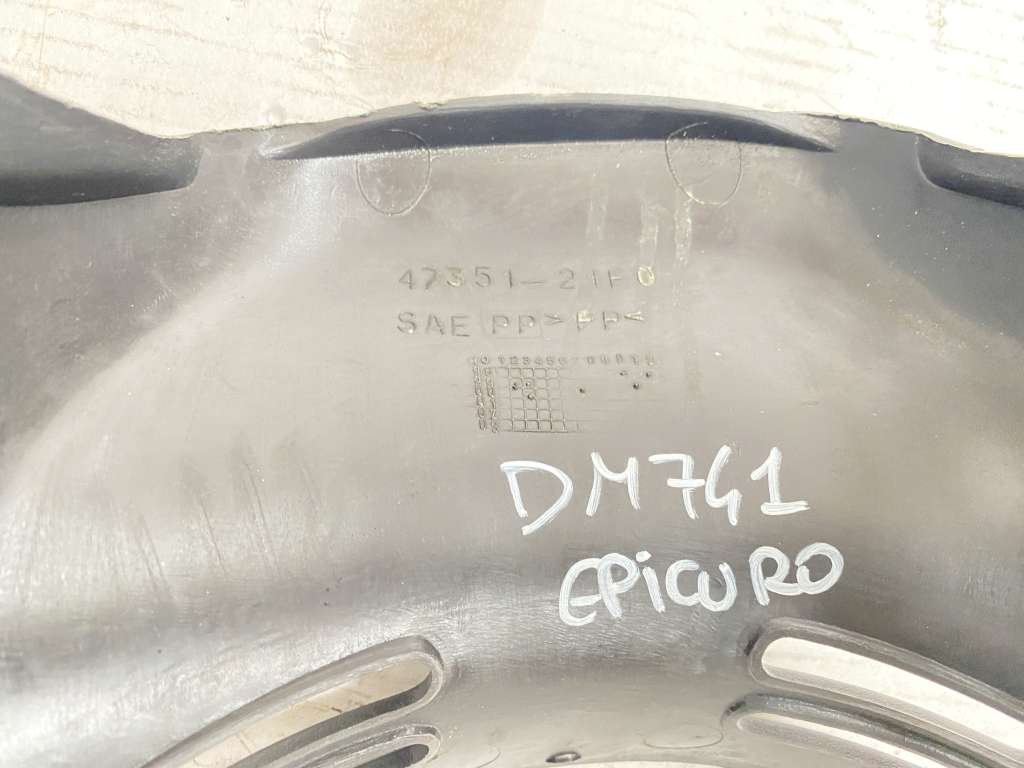 47351-21F0
SAE PP >PP<
DM741
EPiCURO